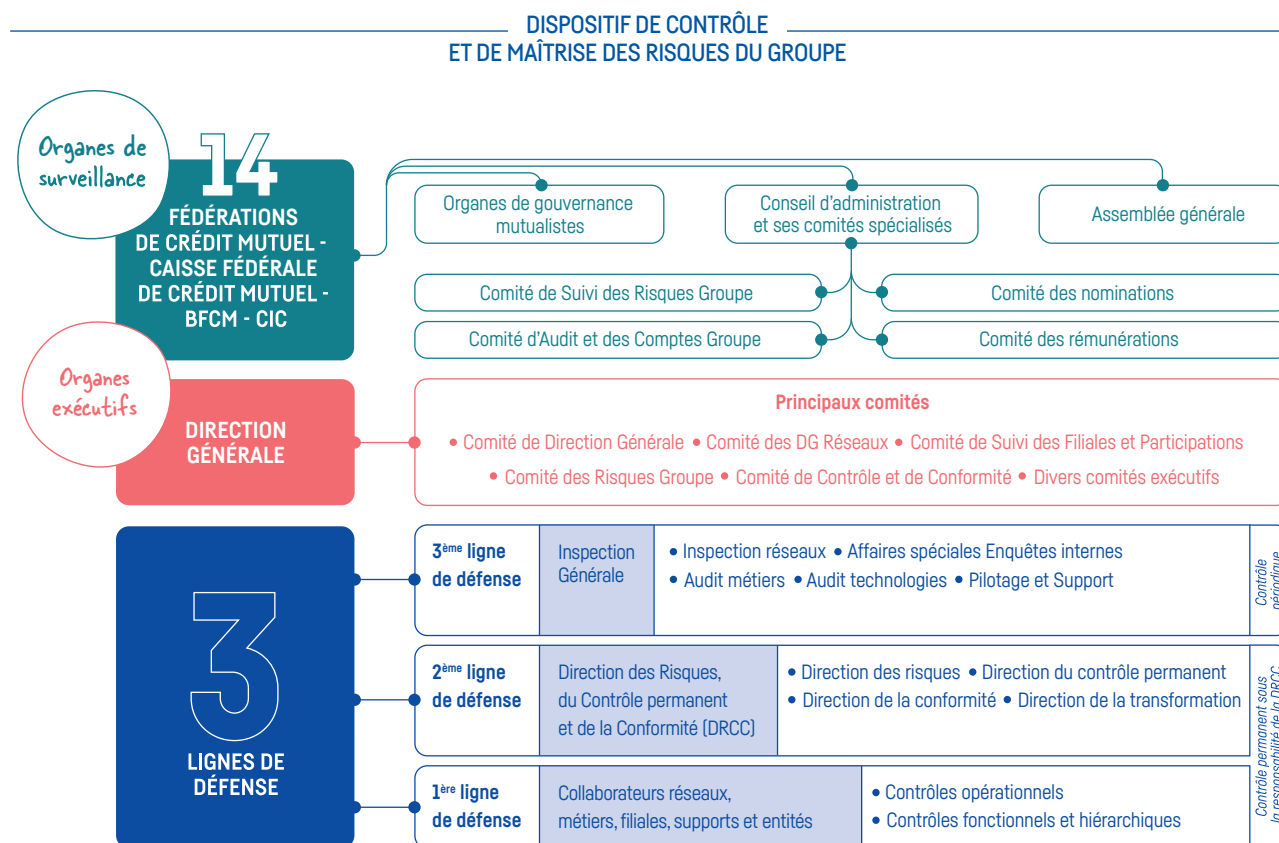 DISPOSITIF DE CONTRÔLE
ET DE MAÎTRISE DES RISQUES DU GROUPE
Organes de
surveillance
14
FÉDÉRATIONS
DE CRÉDIT MUTUEL -
CAISSE FÉDÉRALE
DE CRÉDIT MUTUEL -
BFCM - CIC
Organes de gouvernance
mutualistes
Conseil d'administration
et ses comités spécialisés
Assemblée générale
Comité de Suivi des Risques Groupe
Comité des nominations
Comité d'Audit et des Comptes Groupe
Comité des rémunérations
Organes
exécutifs
DIRECTION
GÉNÉRALE
Principaux comités
• Comité de Direction Générale • Comité des DG Réseaux • Comité de Suivi des Filiales et Participations
• Comité des Risques Groupe • Comité de Contrôle et de Conformité • Divers comités exécutifs
3
LIGNES DE
DÉFENSE
3ème ligne
de défense
Inspection
Générale
• Inspection réseaux • Affaires spéciales Enquêtes internes
• Audit métiers • Audit technologies • Pilotage et Support
Contrôle
périodique
2ème ligne
de défense
Direction des Risques,
du Contrôle permanent
et de la Conformité (DRCC)
• Direction des risques • Direction du contrôle permanent
• Direction de la conformité • Direction de la transformation
Contrôle permanent sous
la responsabilité de la DRCC
1ère ligne
de défense
Collaborateurs réseaux,
métiers, filiales, supports et entités
• Contrôles opérationnels
• Contrôles fonctionnels et hiérarchiques